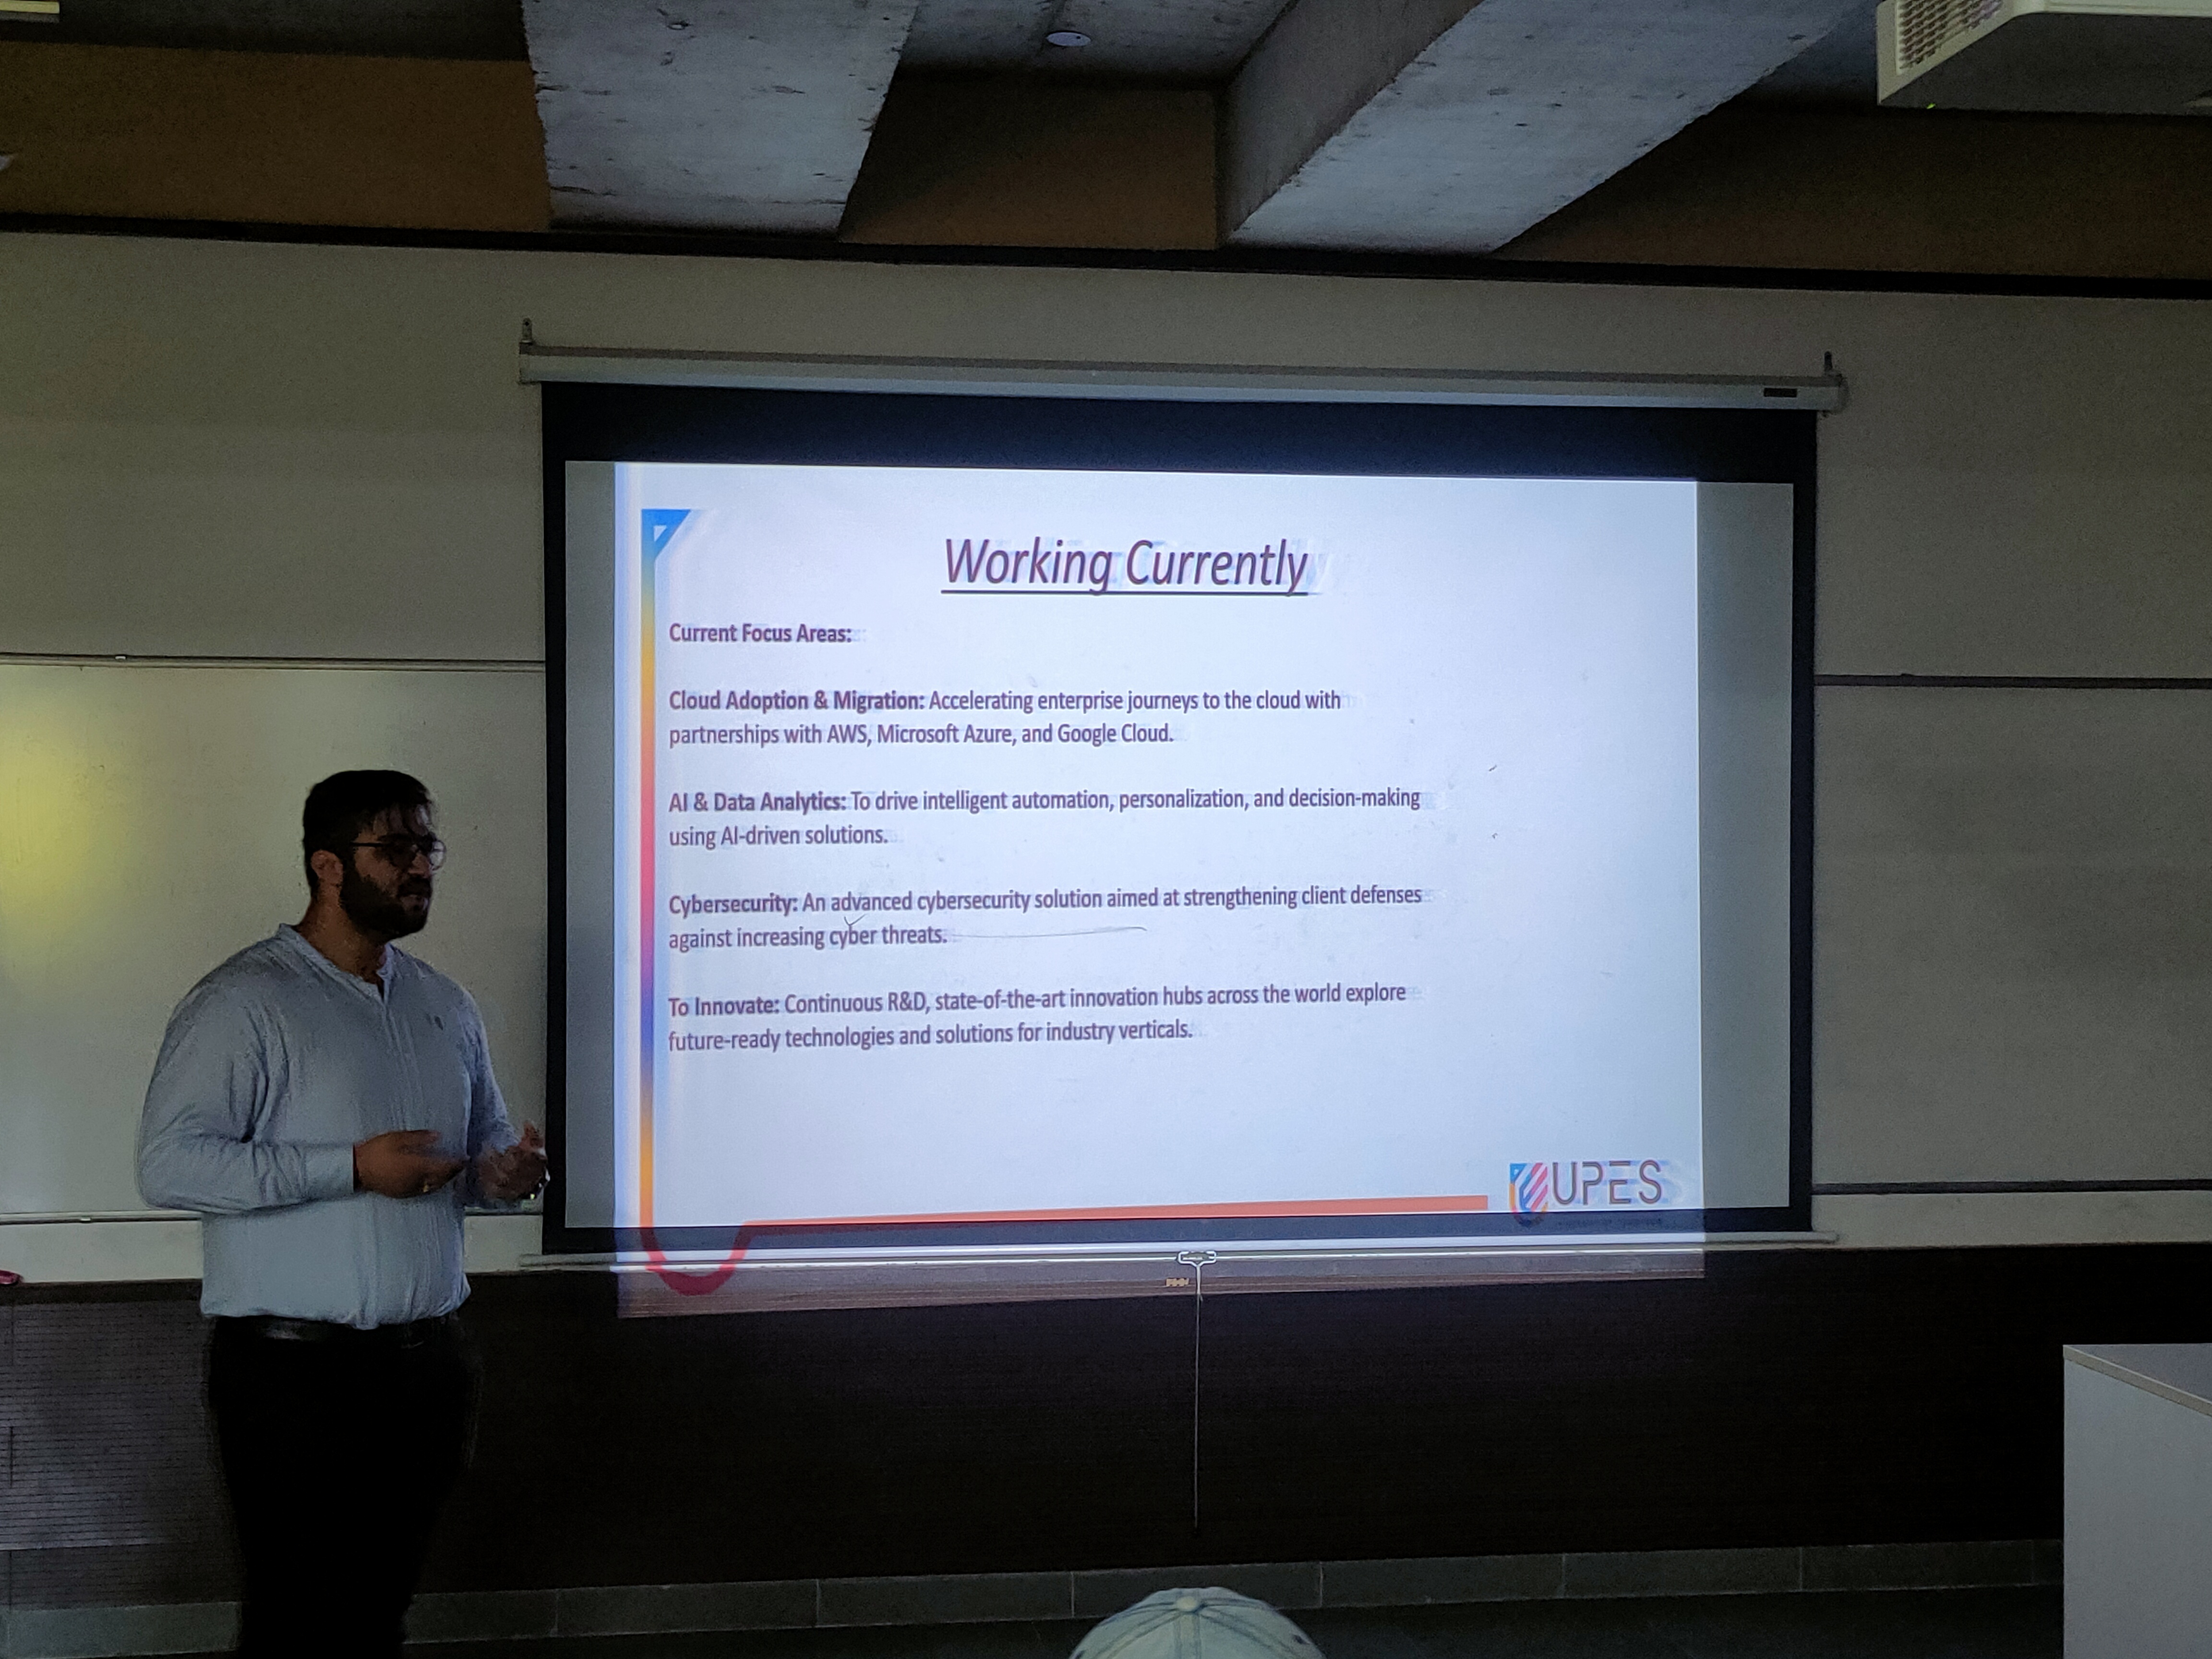 Working Currently
Current Focus Areas:
Cloud Adoption & Migration: Accelerating enterprise journeys to the cloud with
partnerships with AWS, Microsoft Azure, and Google Cloud.
AI & Data Analytics: To drive intelligent automation, personalization, and decision-making
using AI-driven solutions.
Cybersecurity: An advanced cybersecurity solution aimed at strengthening client defenses
against increasing cyber threats.
To Innovate: Continuous R&D, state-of-the-art innovation hubs across the world explore
future-ready technologies and solutions for industry verticals.
UPES